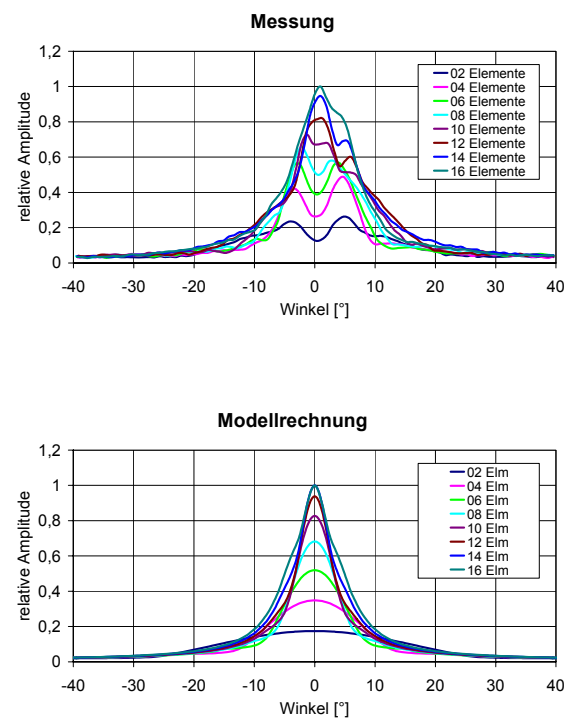 Messung
1,2
1
0,8
0,6
0,4
0,2
0
relative Amplitude
02 Elemente
04 Elemente
06 Elemente
08 Elemente
10 Elemente
12 Elemente
14 Elemente
16 Elemente
-40 -30 -20 -10 0 10 20 30 40
Winkel [°]
Modellrechnung
1,2
1
0,8
0,6
0,4
0,2
0
relative Amplitude
02 Elm
04 Elm
06 Elm
08 Elm
10 Elm
12 Elm
14 Elm
16 Elm
-40 -30 -20 -10 0 10 20 30 40
Winkel [°]